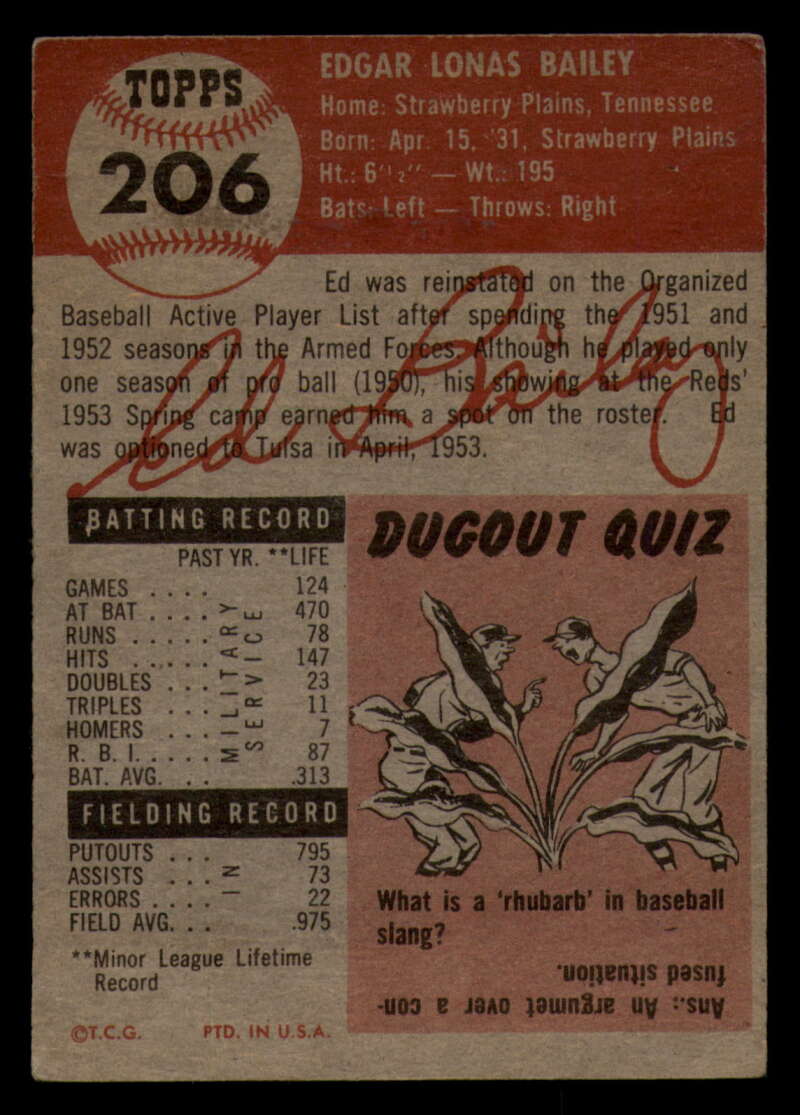 TOPPS
206
EDGAR LONAS BAILEY
Home: Strawberry Plains, Tennessee
Born: Apr. 15, '31, Strawberry Plains
Ht.: 6'½" — Wt.: 195
Bats: Left — Throws: Right
Ed was reinstated on the Organized
Baseball Active Player List after spending the 1951 and
1952 seasons in the Armed Forces. Although he played only
one season of pro ball (1950), his showing at the Reds'
1953 Spring camp earned him a spot on the roster. Ed
was optioned to Tulsa in April, 1953.
Ed Bailey
BATTING RECORD
PAST YR. **LIFE
GAMES . . . . 124
AT BAT . . . . 470
RUNS . . . . . 78
HITS . . . . . 147
DOUBLES . . . 23
TRIPLES . . . 11
HOMERS . . . 7
R. B. I. . . . . . 87
BAT. AVG. . . .313
IN MILITARY SERVICE
FIELDING RECORD
PUTOUTS . . . 795
ASSISTS . . . 73
ERRORS . . . . 22
FIELD AVG. . . .975
**Minor League Lifetime
Record
©T.C.G. PTD. IN U.S.A.
DUGOUT QUIZ
What is a 'rhubarb' in baseball
slang?
Ans.: An argumet over a con-
fused situation.